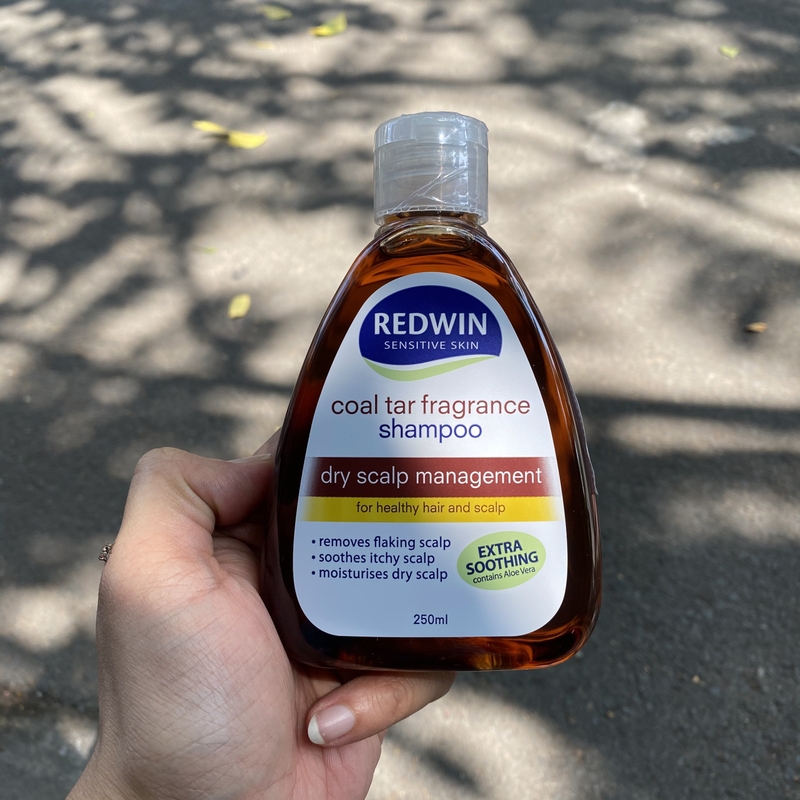 REDWIN
SENSITIVE SKIN
coal tar fragrance
shampoo
dry scalp management
for healthy hair and scalp
• removes flaking scalp
• soothes itchy scalp
• moisturises dry scalp
EXTRA
SOOTHING
contains Aloe Vera
250ml